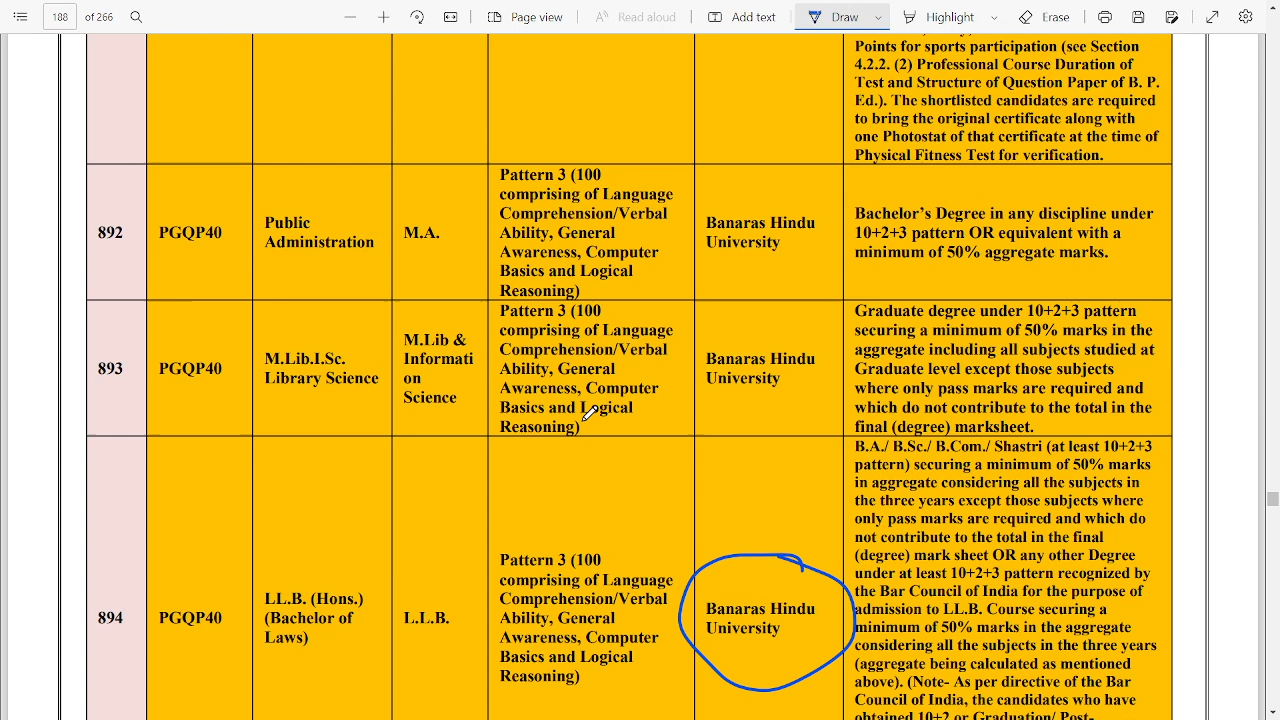 188 of 266
Page view
Read aloud
Add text
Draw
Highlight
Erase
Points for sports participation (see Section
4.2.2. (2) Professional Course Duration of
Test and Structure of Question Paper of B. P.
Ed.). The shortlisted candidates are required
to bring the original certificate along with
one Photostat of that certificate at the time of
Physical Fitness Test for verification.
892
PGQP40
Public
Administration
M.A.
Pattern 3 (100
comprising of Language
Comprehension/Verbal
Ability, General
Awareness, Computer
Basics and Logical
Reasoning)
Banaras Hindu
University
Bachelor’s Degree in any discipline under
10+2+3 pattern OR equivalent with a
minimum of 50% aggregate marks.
893
PGQP40
M.Lib.I.Sc.
Library Science
M.Lib &
Informati
on
Science
Pattern 3 (100
comprising of Language
Comprehension/Verbal
Ability, General
Awareness, Computer
Basics and Logical
Reasoning)
Banaras Hindu
University
Graduate degree under 10+2+3 pattern
securing a minimum of 50% marks in the
aggregate including all subjects studied at
Graduate level except those subjects
where only pass marks are required and
which do not contribute to the total in the
final (degree) marksheet.
894
PGQP40
LL.B. (Hons.)
(Bachelor of
Laws)
L.L.B.
Pattern 3 (100
comprising of Language
Comprehension/Verbal
Ability, General
Awareness, Computer
Basics and Logical
Reasoning)
Banaras Hindu
University
B.A./ B.Sc./ B.Com./ Shastri (at least 10+2+3
pattern) securing a minimum of 50% marks
in aggregate considering all the subjects in
the three years except those subjects where
only pass marks are required and which do
not contribute to the total in the final
(degree) mark sheet OR any other Degree
under at least 10+2+3 pattern recognized by
the Bar Council of India for the purpose of
admission to LL.B. Course securing a
minimum of 50% marks in the aggregate
considering all the subjects in the three years
(aggregate being calculated as mentioned
above). (Note- As per directive of the Bar
Council of India, the candidates who have
obtained 10+2 or Graduation/ Post-